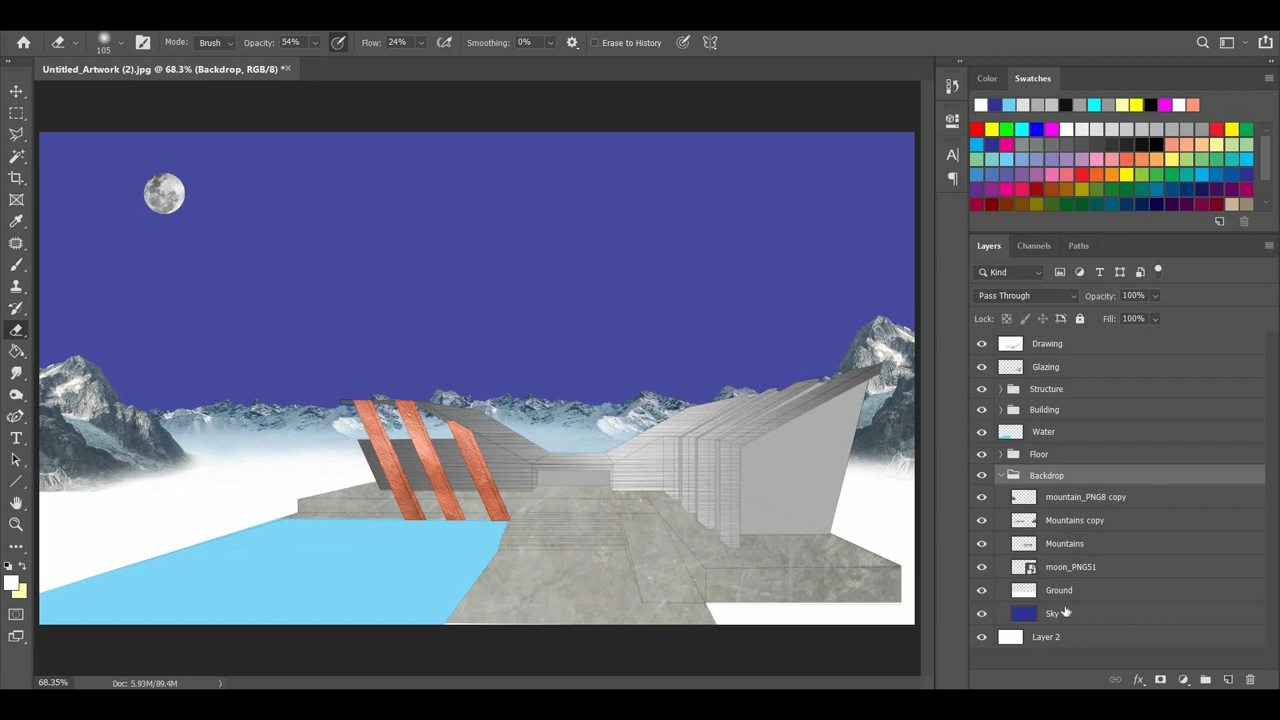 105 Mode: Brush Opacity: 54% Flow: 24% Smoothing: 0% Erase to History
Untitled_Artwork (2).jpg @ 68.3% (Backdrop, RGB/8) *
Color Swatches
Layers Channels Paths
Kind
Pass Through Opacity: 100%
Lock: Fill: 100%
Drawing
Glazing
Structure
Building
Water
Floor
Backdrop
mountain_PNG8 copy
Mountains copy
Mountains
moon_PNG51
Ground
Sky
Layer 2
68.35% Doc: 5.93M/89.4M